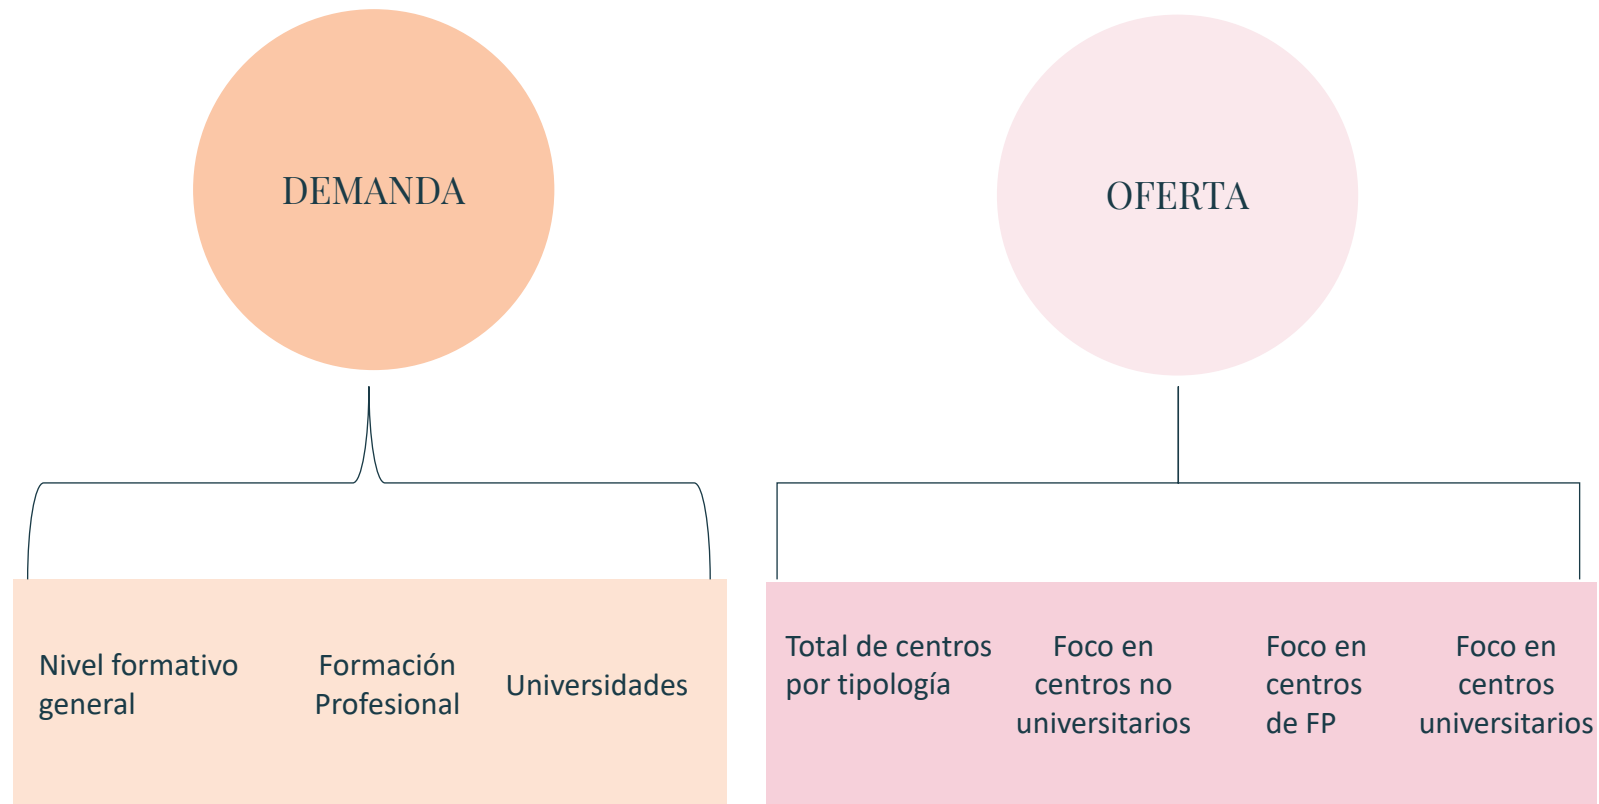 DEMANDA
OFERTA
Nivel formativo
general
Formación
Profesional
Universidades
Total de centros
por tipología
Foco en
centros no
universitarios
Foco en
centros
de FP
Foco en
centros
universitarios